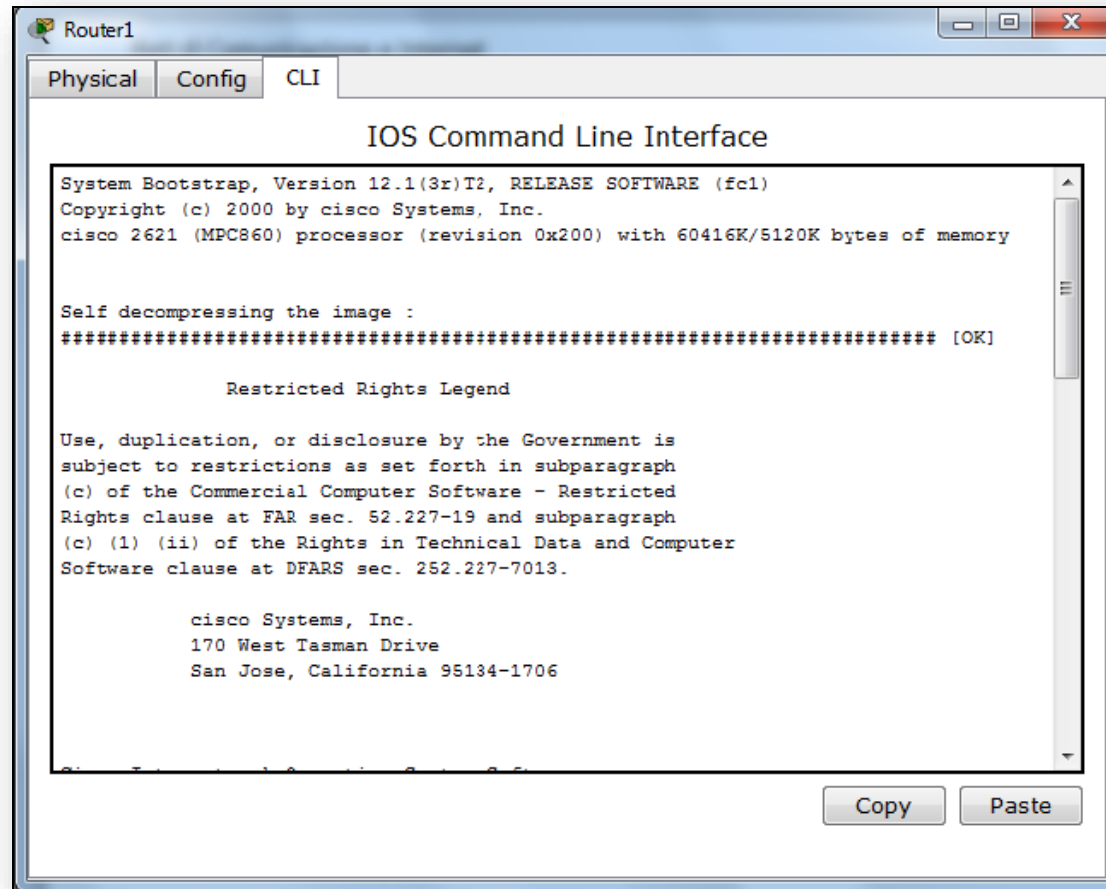 Router1
Physical Config CLI
IOS Command Line Interface
System Bootstrap, Version 12.1(3r)T2, RELEASE SOFTWARE (fc1)
Copyright (c) 2000 by cisco Systems, Inc.
cisco 2621 (MPC860) processor (revision 0x200) with 60416K/5120K bytes of memory
Self decompressing the image :
########################################################################## [OK]
Restricted Rights Legend
Use, duplication, or disclosure by the Government is
subject to restrictions as set forth in subparagraph
(c) of the Commercial Computer Software - Restricted
Rights clause at FAR sec. 52.227-19 and subparagraph
(c) (1) (ii) of the Rights in Technical Data and Computer
Software clause at DFARS sec. 252.227-7013.
cisco Systems, Inc.
170 West Tasman Drive
San Jose, California 95134-1706
Copy Paste